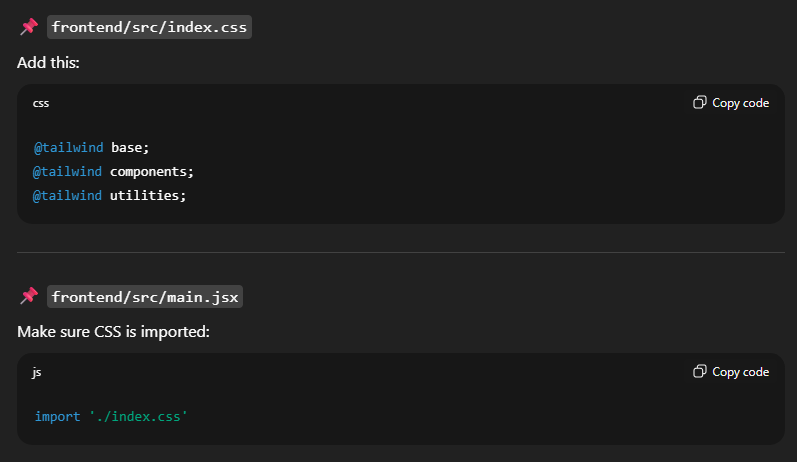 frontend/src/index.css
Add this:
css
Copy code
@tailwind base;
@tailwind components;
@tailwind utilities;
frontend/src/main.jsx
Make sure CSS is imported:
js
Copy code
import './index.css'